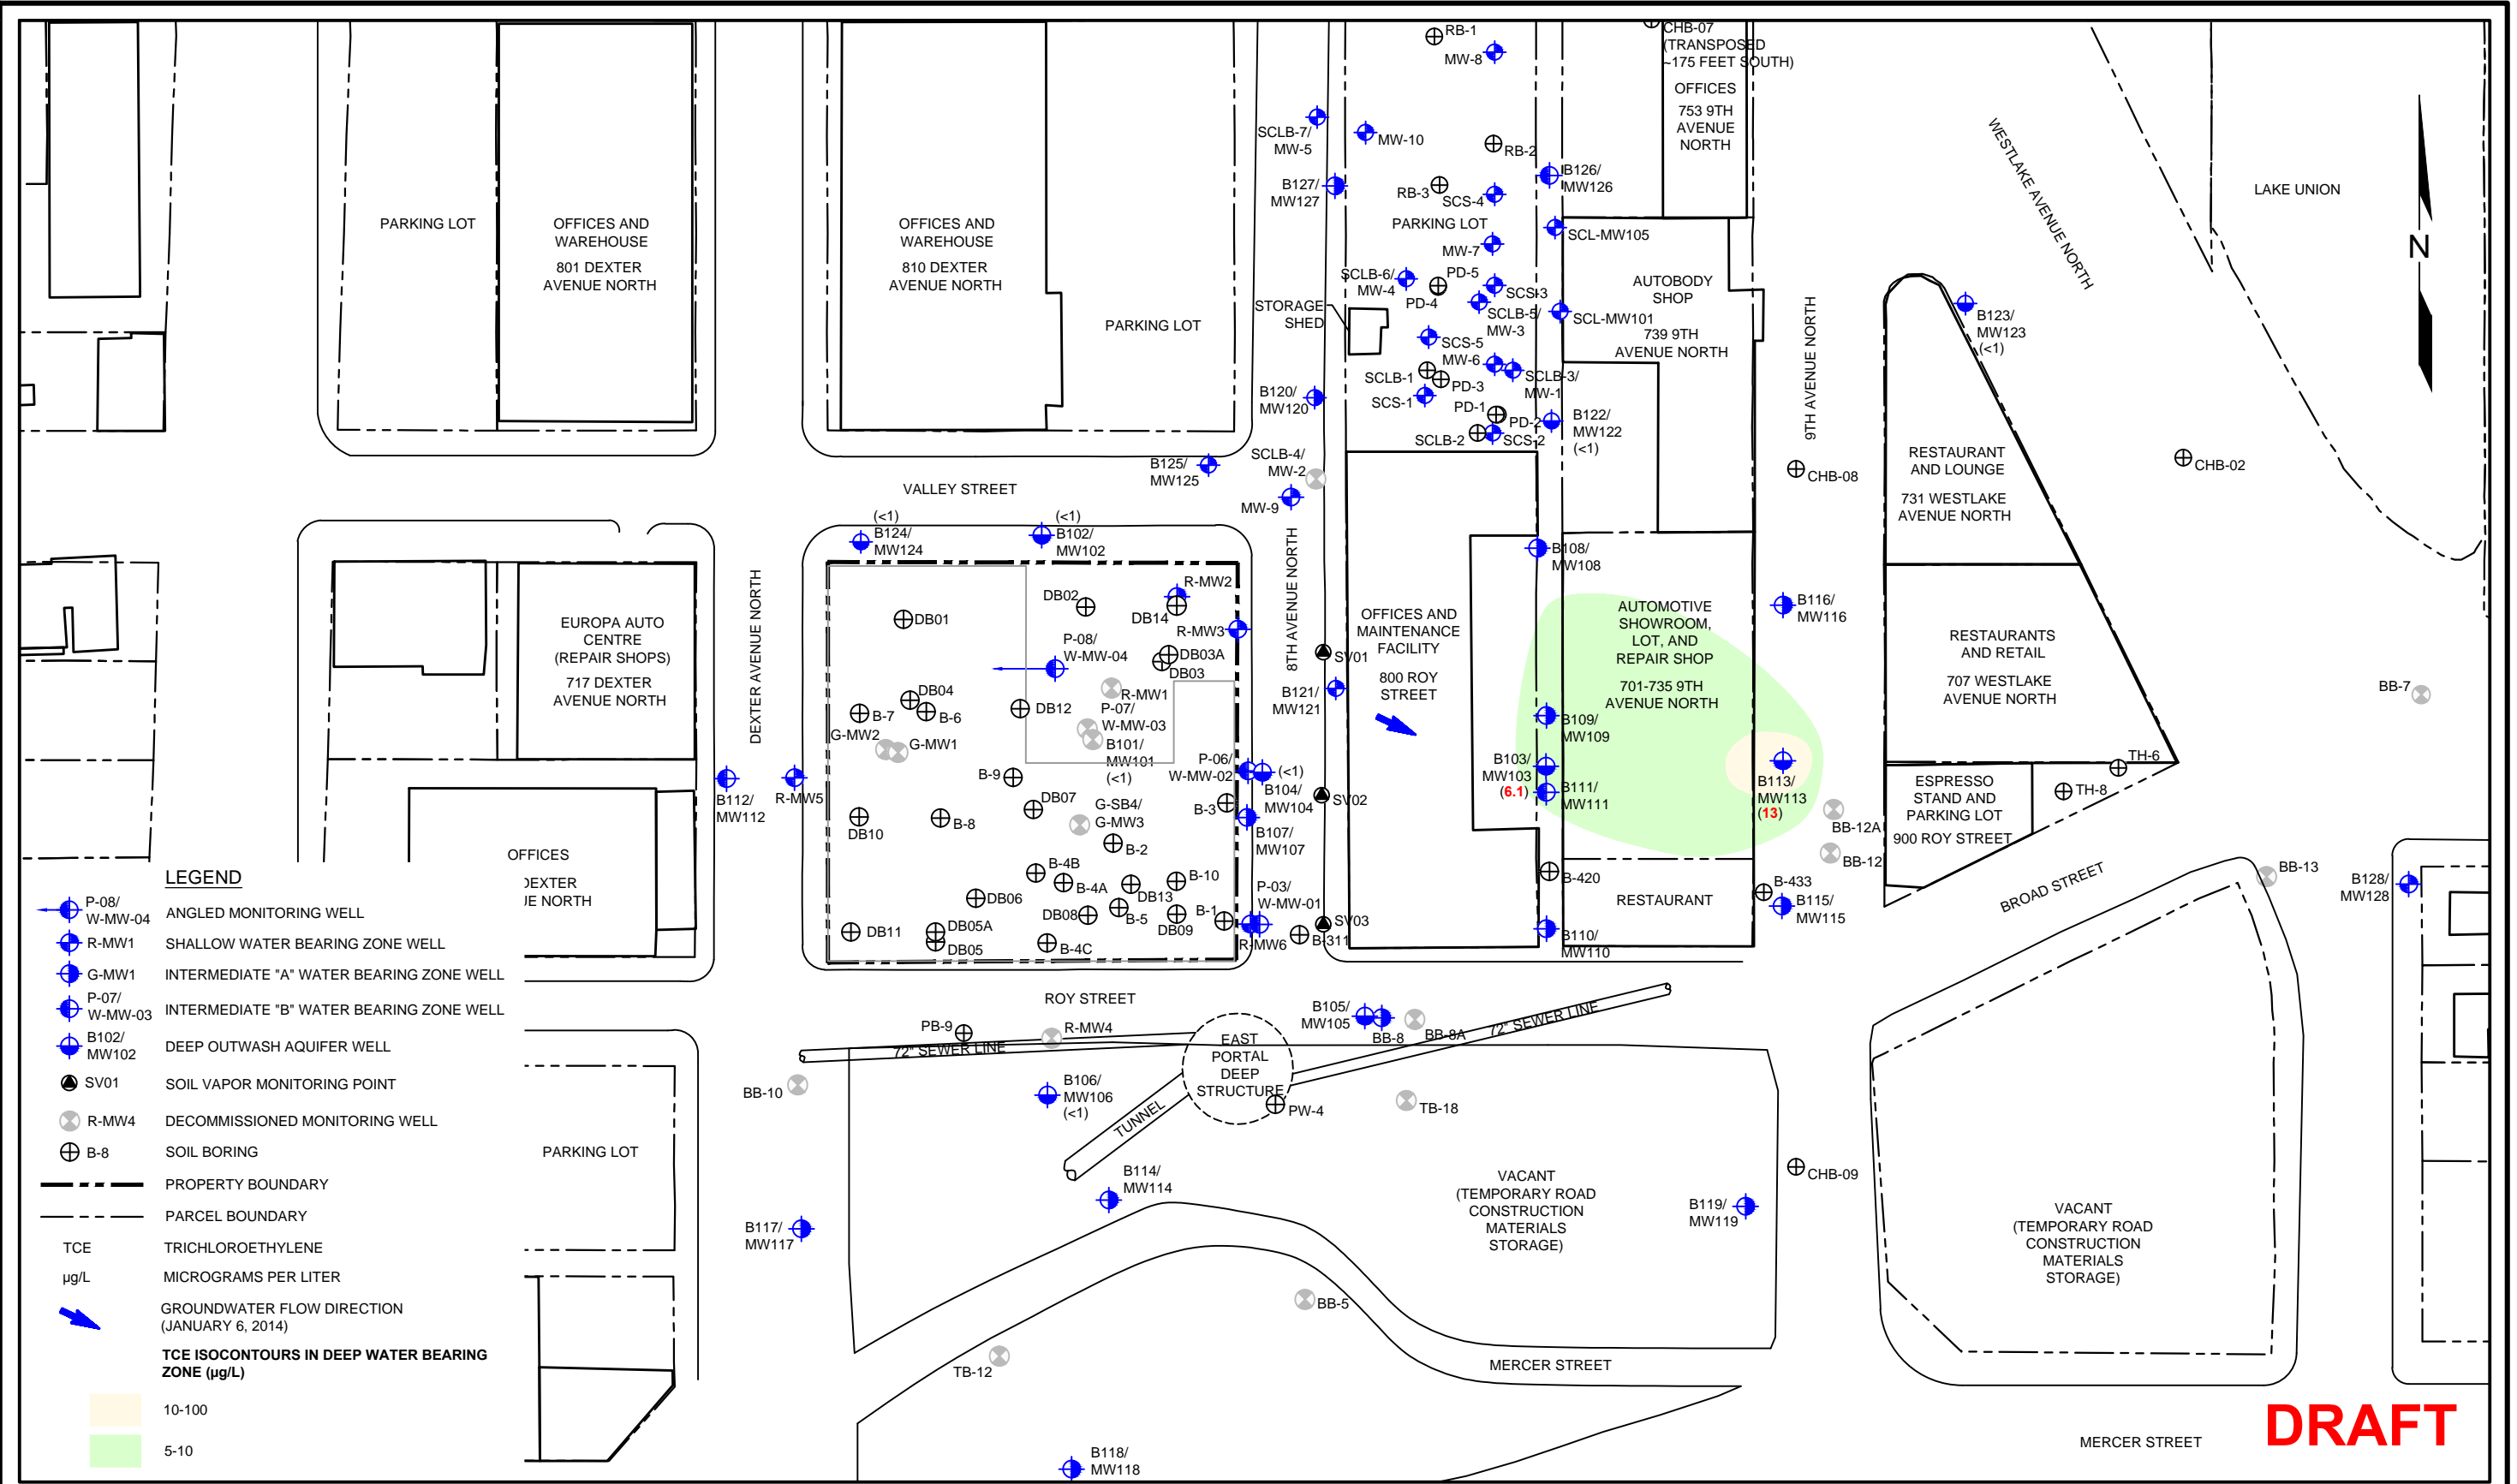 RB-1
MW-8
CHB-07
(TRANSPOSED
~175 FEET SOUTH)
OFFICES
753 9TH
AVENUE
NORTH
SCLB-7/
MW-5
MW-10
RB-2
B127/
MW127
RB-3
SCS-4
B126/
MW126
PARKING LOT
MW-7
SCL-MW105
WESTLAKE AVENUE NORTH
LAKE UNION
N
PARKING LOT
OFFICES AND
WAREHOUSE
801 DEXTER
AVENUE NORTH
OFFICES AND
WAREHOUSE
810 DEXTER
AVENUE NORTH
PARKING LOT
SCLB-6/
MW-4
PD-5
PD-4
SCS-3
SCLB-5/
MW-3
SCL-MW101
AUTOBODY
SHOP
739 9TH
AVENUE NORTH
STORAGE
SHED
SCS-5
MW-6
SCLB-1
PD-3
SCLB-3/
MW-1
SCS-1
PD-1
PD-2
SCLB-2
SCS-2
B122/
MW122
(<1)
B120/
MW120
9TH AVENUE NORTH
B123/
MW123
(<1)
RESTAURANT
AND LOUNGE
731 WESTLAKE
AVENUE NORTH
CHB-02
CHB-08
B125/
MW125
SCLB-4/
MW-2
MW-9
VALLEY STREET
(<1)
B124/
MW124
(<1)
B102/
MW102
B108/
MW108
8TH AVENUE NORTH
DEXTER AVENUE NORTH
EUROPA AUTO
CENTRE
(REPAIR SHOPS)
717 DEXTER
AVENUE NORTH
DB01
DB02
R-MW2
DB14
R-MW3
P-08/
W-MW-04
DB03A
DB03
R-MW1
DB04
B-7
B-6
DB12
P-07/
W-MW-03
G-MW2
G-MW1
B101/
MW101
(<1)
SV01
B121/
MW121
OFFICES AND
MAINTENANCE
FACILITY
800 ROY
STREET
AUTOMOTIVE
SHOWROOM,
LOT, AND
REPAIR SHOP
701-735 9TH
AVENUE NORTH
B116/
MW116
RESTAURANTS
AND RETAIL
707 WESTLAKE
AVENUE NORTH
BB-7
B109/
MW109
B103/
MW103
(6.1)
B111/
MW111
B113/
MW113
(13)
TH-6
TH-8
ESPRESSO
STAND AND
PARKING LOT
900 ROY STREET
BB-12A
BB-12
B112/
MW112
R-MW5
B-9
P-06/
W-MW-02
(<1)
B104/
MW104
SV02
DB07
G-SB4/
G-MW3
B-3
DB10
B-8
B-2
B107/
MW107
B-4B
B-4A
DB13
B-10
P-03/
W-MW-01
DB06
DB08
B-5
DB09
B-1
SV03
DB11
DB05A
DB05
B-4C
R-MW6
B-311
B-420
RESTAURANT
B-433
B115/
MW115
B110/
MW110
BROAD STREET
BB-13
B128/
MW128
OFFICES
DEXTER
UE NORTH
ROY STREET
PB-9
R-MW4
72" SEWER LINE
EAST
PORTAL
DEEP
STRUCTURE
B105/
MW105
BB-8
BB-8A
72" SEWER LINE
BB-10
B106/
MW106
(<1)
PW-4
TB-18
TUNNEL
PARKING LOT
B114/
MW114
B117/
MW117
VACANT
(TEMPORARY ROAD
CONSTRUCTION
MATERIALS
STORAGE)
CHB-09
B119/
MW119
VACANT
(TEMPORARY ROAD
CONSTRUCTION
MATERIALS
STORAGE)
BB-5
TB-12
MERCER STREET
B118/
MW118
MERCER STREET
DRAFT
LEGEND
P-08/
W-MW-04
ANGLED MONITORING WELL
R-MW1
SHALLOW WATER BEARING ZONE WELL
G-MW1
INTERMEDIATE "A" WATER BEARING ZONE WELL
P-07/
W-MW-03
INTERMEDIATE "B" WATER BEARING ZONE WELL
B102/
MW102
DEEP OUTWASH AQUIFER WELL
SV01
SOIL VAPOR MONITORING POINT
R-MW4
DECOMMISSIONED MONITORING WELL
B-8
SOIL BORING
PROPERTY BOUNDARY
PARCEL BOUNDARY
TCE
TRICHLOROETHYLENE
µg/L
MICROGRAMS PER LITER
GROUNDWATER FLOW DIRECTION
(JANUARY 6, 2014)
TCE ISOCONTOURS IN DEEP WATER BEARING
ZONE (µg/L)
10-100
5-10